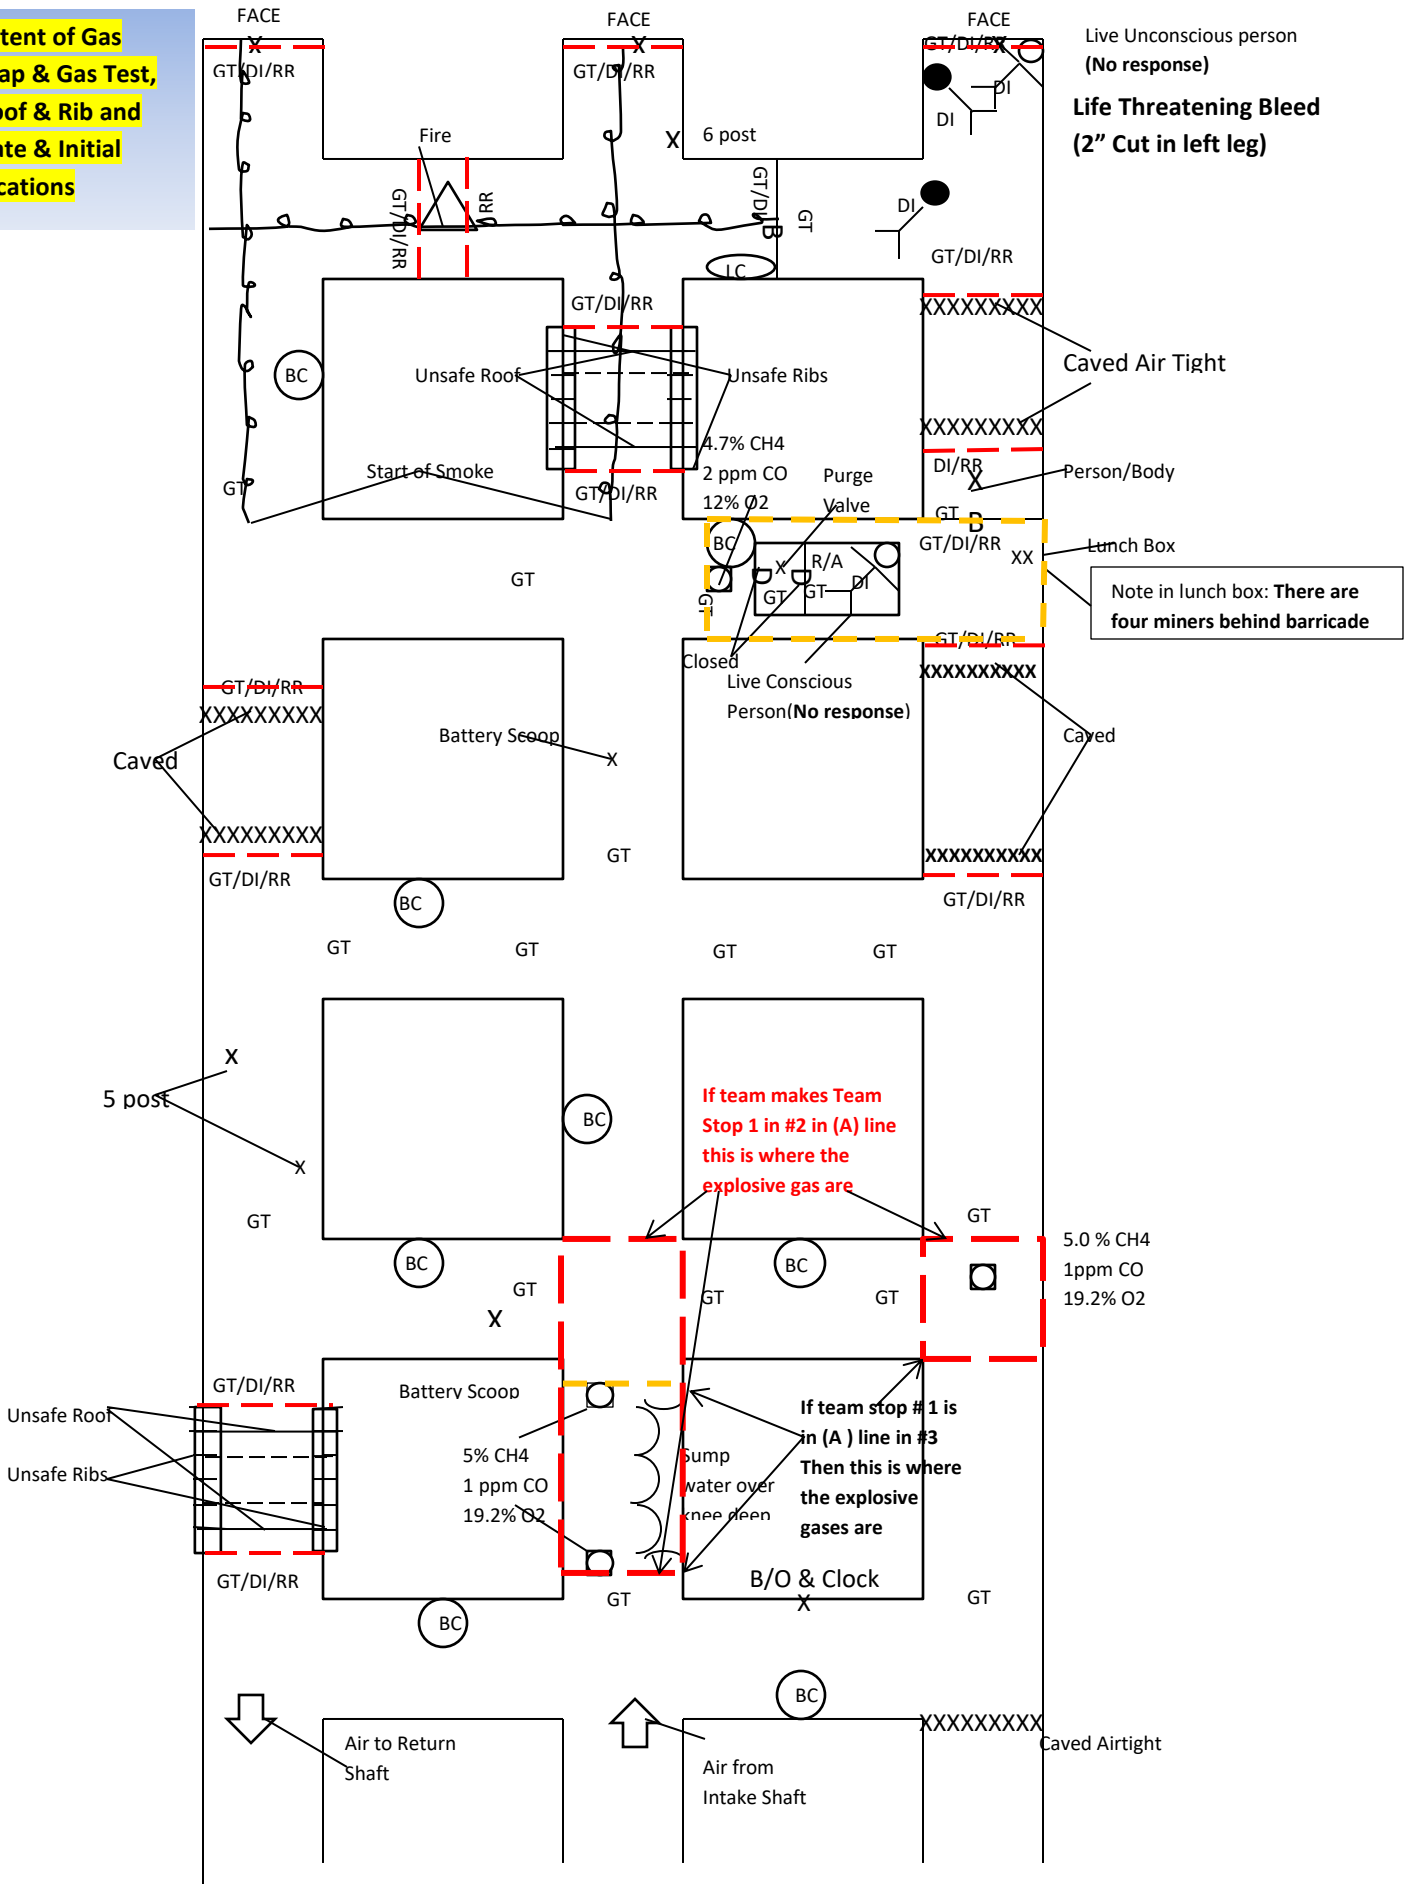 tent of Gas
ap & Gas Test,
oof & Rib and
ate & Initial
cations
FACE
FACE
FACE
X
X
GT/DI/RR
GT/DI/RR
GT/DI/RR
X
Live Unconscious person
(No response)
Life Threatening Bleed
(2” Cut in left leg)
DI
DI
Fire
X
6 post
GT/DI/RR
RR
GT/DI
GT
B
DI
GT/DI/RR
LC
GT/DI/RR
XXXXXXXXX
BC
Unsafe Roof
Unsafe Ribs
Caved Air Tight
XXXXXXXXX
4.7% CH4
2 ppm CO
12% O2
Start of Smoke
GT
GT/DI/RR
Purge
Valve
DI/RR
X
Person/Body
GT
B
BC
GT/DI/RR
XX
Lunch Box
GT
X
R/A
D
D
DI
GT
GT
GT
Note in lunch box: There are
four miners behind barricade
GT/DI/RR
Closed
XXXXXXXXXX
Live Conscious
Person(No response)
GT/DI/RR
XXXXXXXXX
Caved
Battery Scoop
X
Caved
XXXXXXXXX
GT
XXXXXXXXXX
GT/DI/RR
GT/DI/RR
BC
GT
GT
GT
GT
X
5 post
X
BC
If team makes Team
Stop 1 in #2 in (A) line
this is where the
explosive gas are
GT
GT
BC
BC
5.0 % CH4
1ppm CO
19.2% O2
GT
GT
GT
X
GT/DI/RR
Battery Scoop
Unsafe Roof
Unsafe Ribs
5% CH4
1 ppm CO
19.2% O2
Sump
water over
knee deep
If team stop # 1 is
in (A ) line in #3
Then this is where
the explosive
gases are
GT/DI/RR
B/O & Clock
X
GT
GT
BC
BC
XXXXXXXXX
Caved Airtight
Air to Return
Shaft
Air from
Intake Shaft